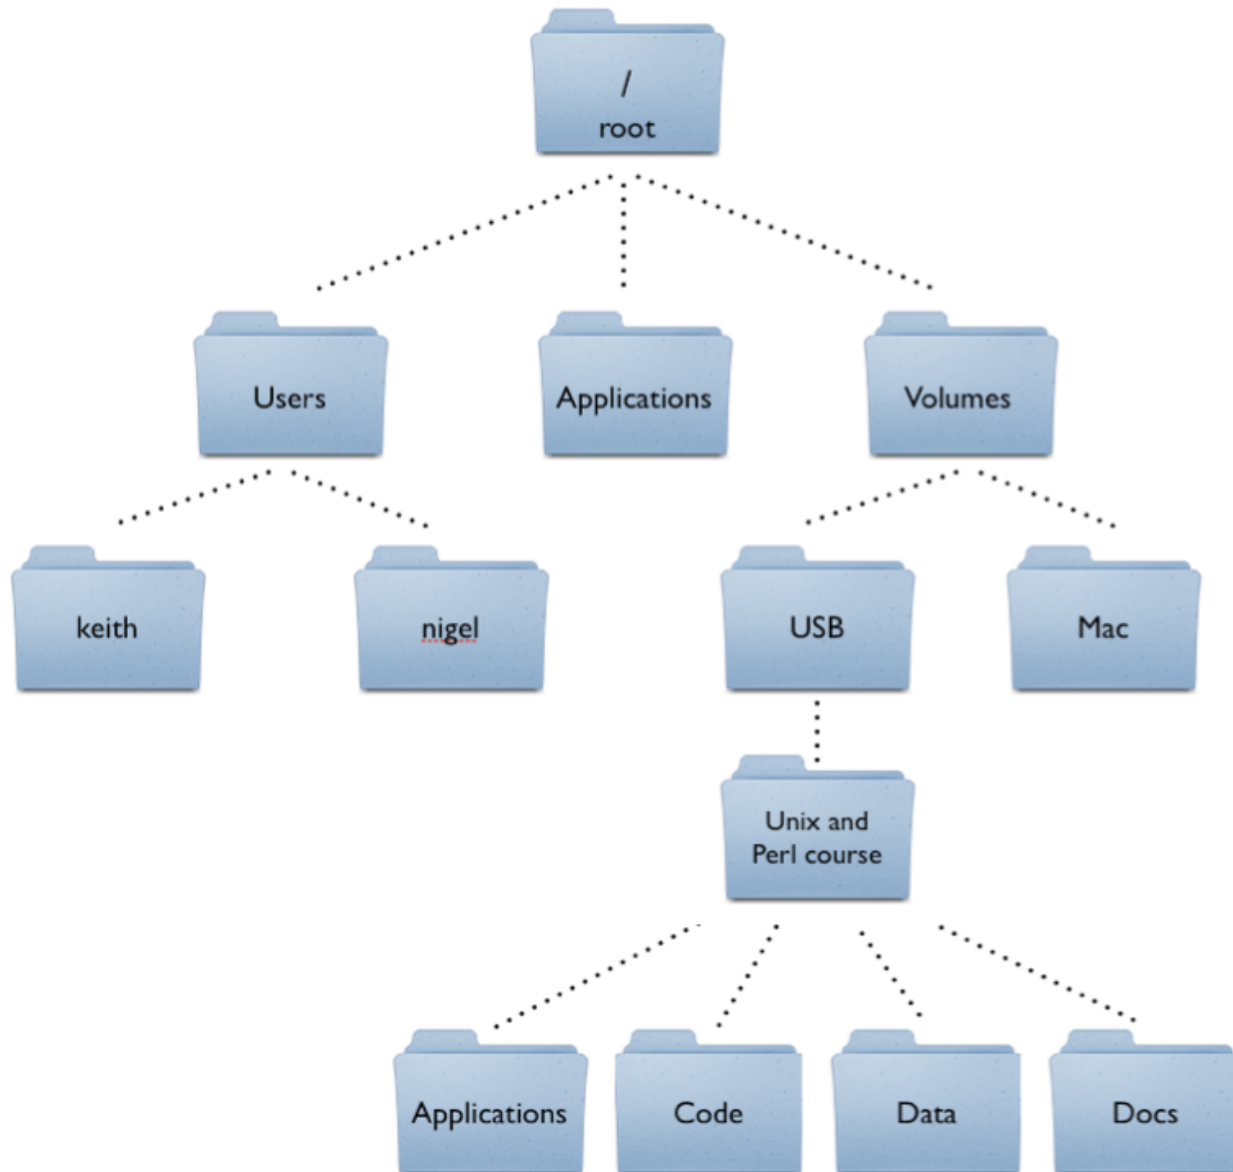 /
root
Users
Applications
Volumes
keith
nigel
USB
Mac
Unix and
Perl course
Applications
Code
Data
Docs